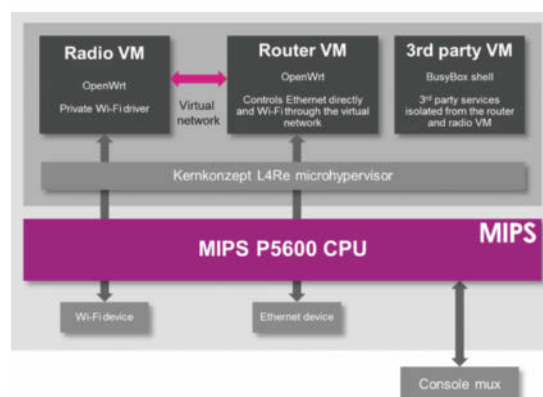 Radio VM
OpenWrt
Private Wi-Fi driver
Virtual
network
Router VM
OpenWrt
Controls Ethernet directly
and Wi-Fi through the virtual
network
3rd party VM
BusyBox shell
3rd party services
isolated from the router
and radio VM
Kernkonzept L4Re microhypervisor
MIPS P5600 CPU
MIPS
Wi-Fi device
Ethernet device
Console mux